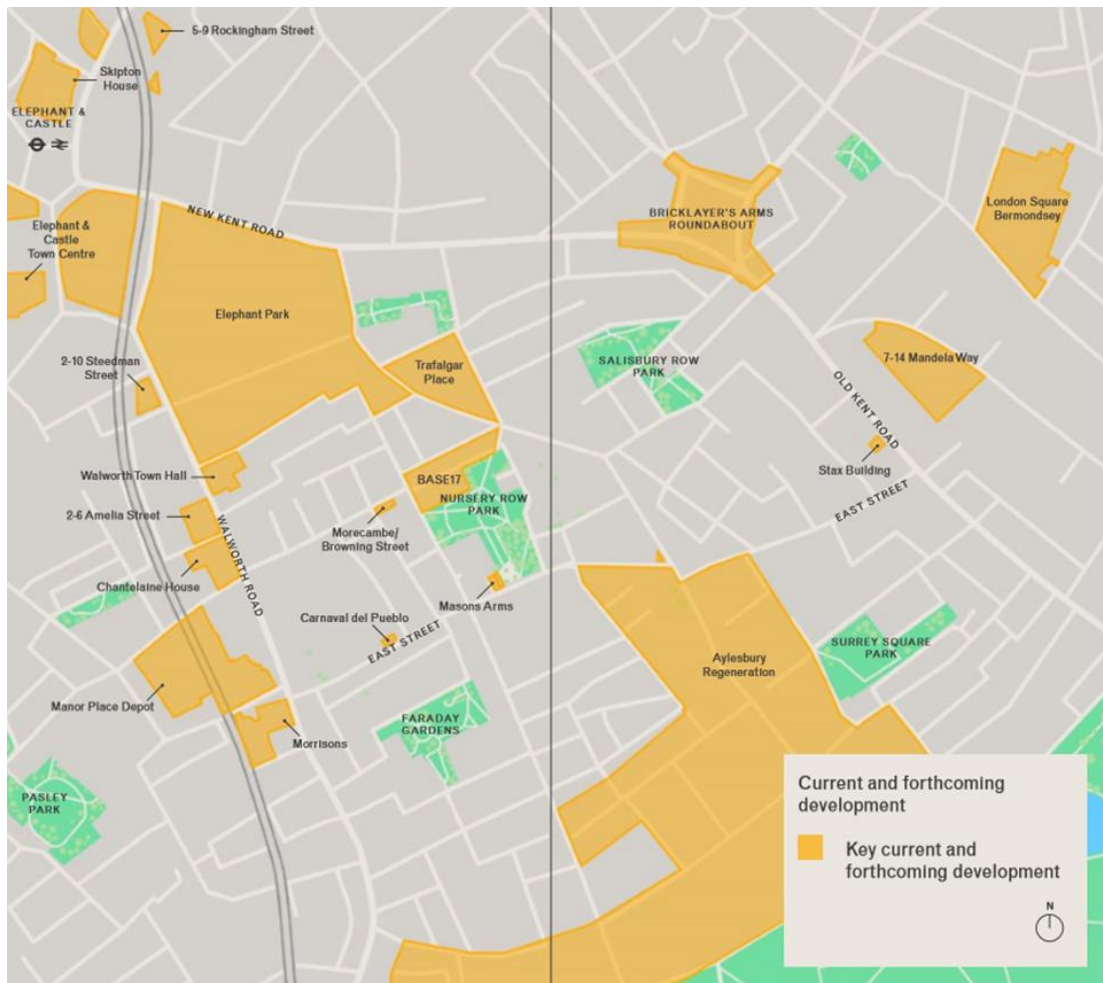 5-9 Rockingham Street
Skipton
House
ELEPHANT &
CASTLE
NEW KENT ROAD
Elephant &
Castle
Town Centre
BRICKLAYER'S ARMS
ROUNDABOUT
London Square
Bermondsey
Elephant Park
2-10 Steedman
Street
Trafalgar
Place
SALISBURY ROW
PARK
7-14 Mandela Way
OLD KENT ROAD
Walworth Town Hall
BASE17
Stax Building
NURSERY ROW
PARK
EAST STREET
2-6 Amelia Street
WALWORTH ROAD
Morecambe/
Browning Street
Chantelaine House
Masons Arms
Carnaval del Pueblo
EAST STREET
Aylesbury
Regeneration
SURREY SQUARE
PARK
Manor Place Depot
Morrisons
FARADAY
GARDENS
PASLEY
PARK
Current and forthcoming
development
Key current and
forthcoming development
N